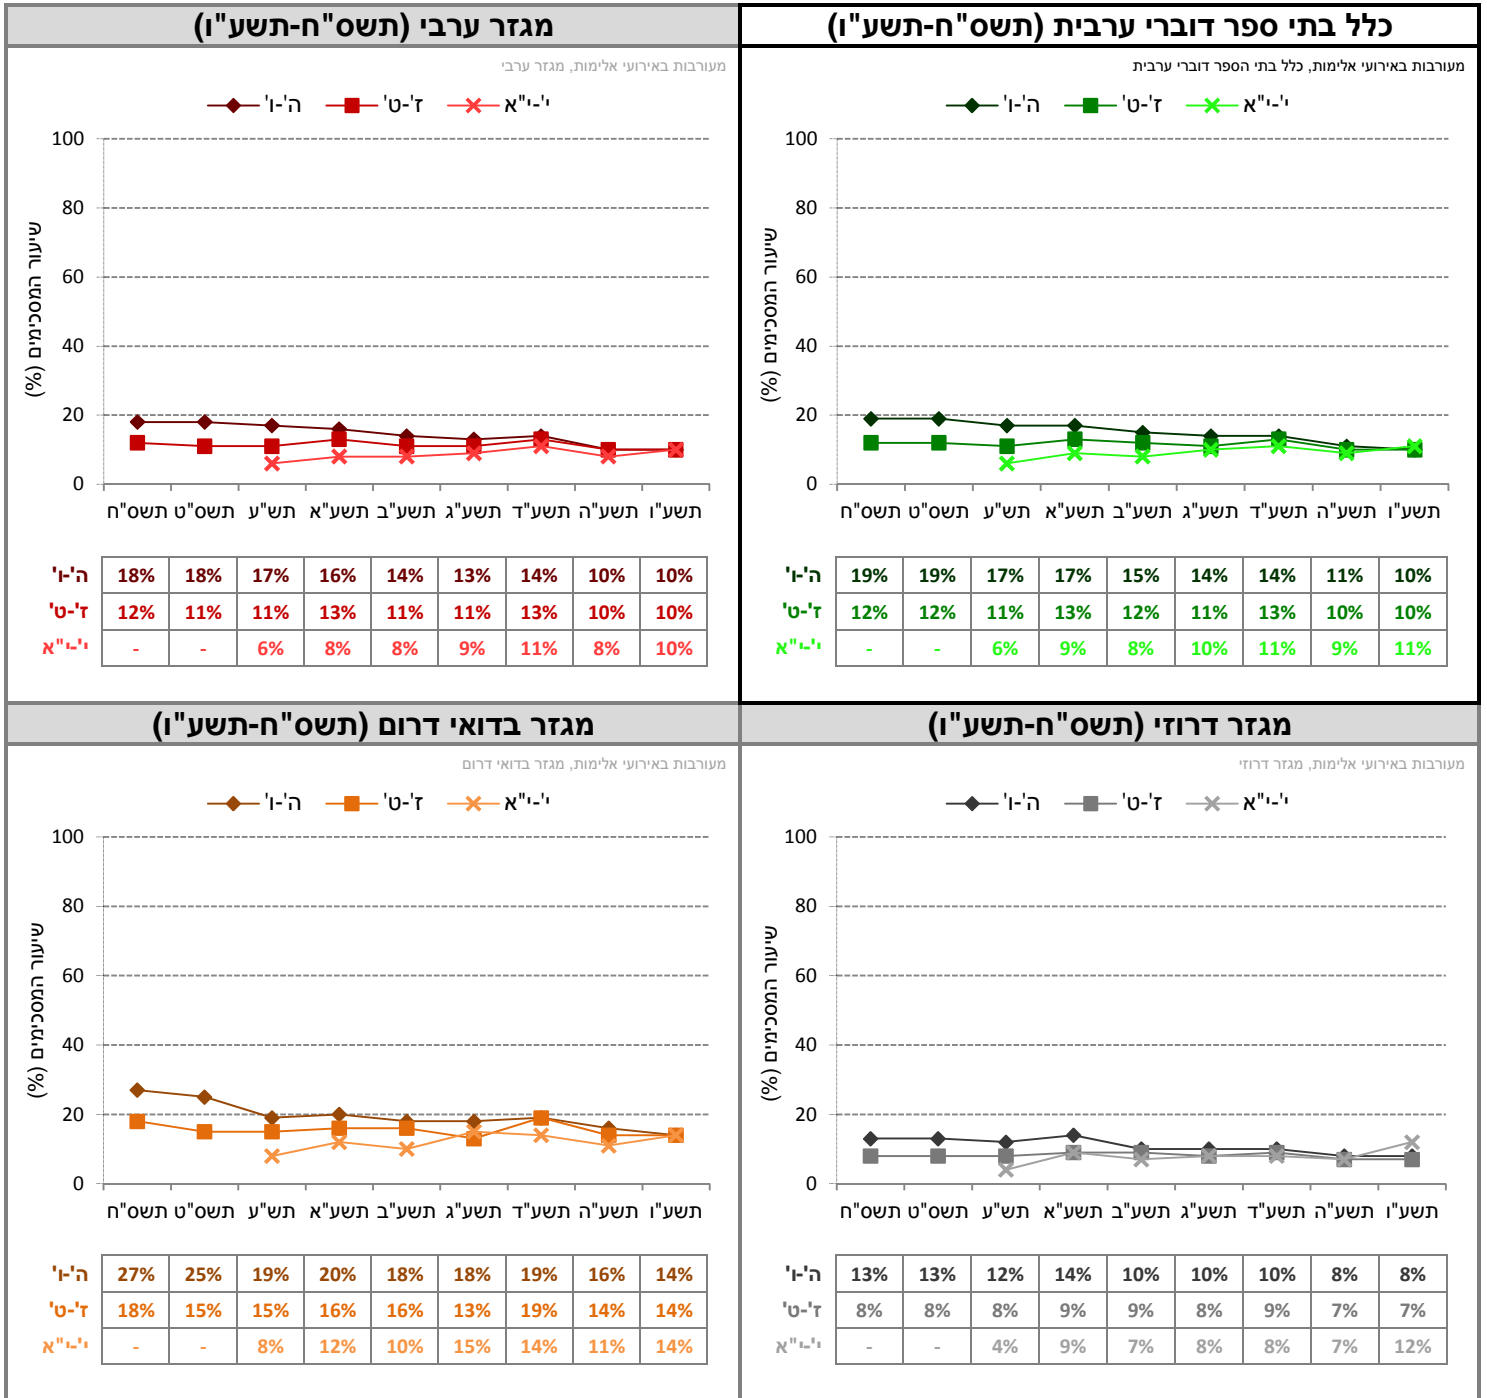 כלל בתי ספר דוברי ערבית (תשס"ח-תשע"ו)
מעורבות באירועי אלימות, כלל בתי הספר דוברי ערבית
ה'-ו' ז'-ט' י'-י"א
שיעור המסכימים (%)
100
80
60
40
20
0
תשס"ח תשס"ט תש"ע תשע"א תשע"ב תשע"ג תשע"ד תשע"ה תשע"ו
ה'-ו' 19% 19% 17% 17% 15% 14% 14% 11% 10%
ז'-ט' 12% 12% 11% 13% 12% 11% 13% 10% 10%
י'-י"א - - 6% 9% 8% 10% 11% 9% 11%
מגזר ערבי (תשס"ח-תשע"ו)
מעורבות באירועי אלימות, מגזר ערבי
ה'-ו' ז'-ט' י'-י"א
שיעור המסכימים (%)
100
80
60
40
20
0
תשס"ח תשס"ט תש"ע תשע"א תשע"ב תשע"ג תשע"ד תשע"ה תשע"ו
ה'-ו' 18% 18% 17% 16% 14% 13% 14% 10% 10%
ז'-ט' 12% 11% 11% 13% 11% 11% 13% 10% 10%
י'-י"א - - 6% 8% 8% 9% 11% 8% 10%
מגזר דרוזי (תשס"ח-תשע"ו)
מעורבות באירועי אלימות, מגזר דרוזי
ה'-ו' ז'-ט' י'-י"א
שיעור המסכימים (%)
100
80
60
40
20
0
תשס"ח תשס"ט תש"ע תשע"א תשע"ב תשע"ג תשע"ד תשע"ה תשע"ו
ה'-ו' 13% 13% 12% 14% 10% 10% 10% 8% 8%
ז'-ט' 8% 8% 8% 9% 9% 8% 9% 7% 7%
י'-י"א - - 4% 9% 7% 8% 8% 7% 12%
מגזר בדואי דרום (תשס"ח-תשע"ו)
מעורבות באירועי אלימות, מגזר בדואי דרום
ה'-ו' ז'-ט' י'-י"א
שיעור המסכימים (%)
100
80
60
40
20
0
תשס"ח תשס"ט תש"ע תשע"א תשע"ב תשע"ג תשע"ד תשע"ה תשע"ו
ה'-ו' 27% 25% 19% 20% 18% 18% 19% 16% 14%
ז'-ט' 18% 15% 15% 16% 16% 13% 19% 14% 14%
י'-י"א - - 8% 12% 10% 15% 14% 11% 14%